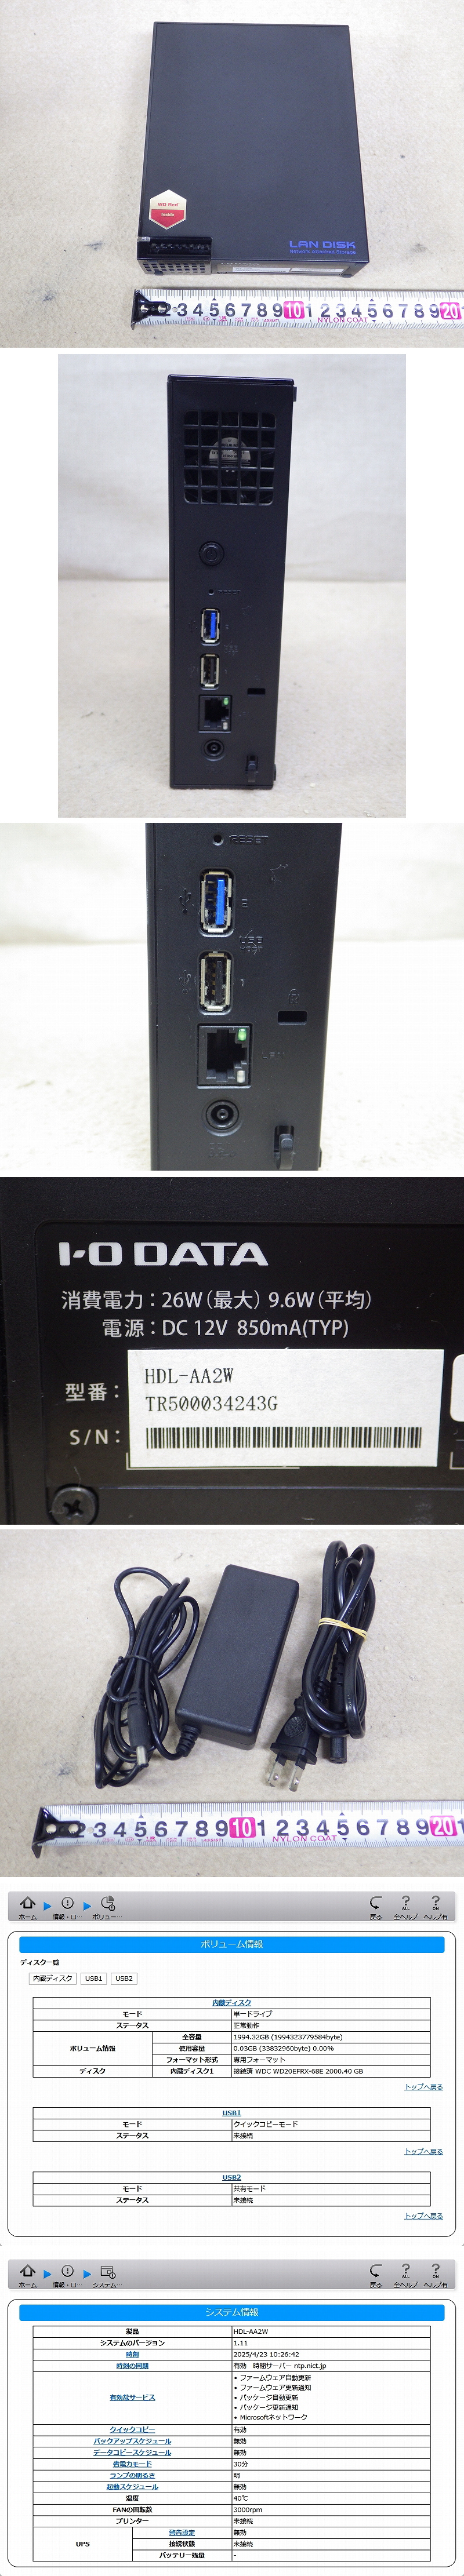 WD Red
Inside
LAN DISK
Network Attached Storage
2 3 4 5 6 7 8 9 10 1 2 3 4 5 6 7 8 9 20
NYLON COAT
RESET
2
1
LAN
I-O DATA
消費電力：26W（最大） 9.6W（平均）
電源：DC 12V 850mA(TYP)
型番：
HDL-AA2W
TR500034243G
S/N：
2 3 4 5 6 7 8 9 10 1 2 3 4 5 6 7 8 9 20
NYLON COAT
ホーム 情報・ロ… ボリュー… 戻る 全ヘルプ ヘルプ有
ボリューム情報
ディスク一覧
内蔵ディスク USB1 USB2
内蔵ディスク
モード 単一ドライブ
ステータス 正常動作
ボリューム情報 全容量 1994.32GB (1994323779584byte)
使用容量 0.03GB (33832960byte) 0.00%
フォーマット形式 専用フォーマット
ディスク 内蔵ディスク1 接続済 WDC WD20EFRX-68E 2000.40 GB
トップへ戻る
USB1
モード クイックコピーモード
ステータス 未接続
トップへ戻る
USB2
モード 共有モード
ステータス 未接続
トップへ戻る
ホーム 情報・ロ… システム… 戻る 全ヘルプ ヘルプ有
システム情報
製品 HDL-AA2W
システムのバージョン 1.11
時刻 2025/4/23 10:26:42
時刻の同期 有効 時間サーバー ntp.nict.jp
有効なサービス
• ファームウェア自動更新
• ファームウェア更新通知
• パッケージ自動更新
• パッケージ更新通知
• Microsoftネットワーク
クイックコピー 有効
バックアップスケジュール 無効
データコピースケジュール 無効
省電力モード 30分
ランプの明るさ 明
起動スケジュール 無効
温度 40℃
FANの回転数 3000rpm
プリンター 未接続
UPS 警告設定 無効
接続状態 未接続
バッテリー残量 -